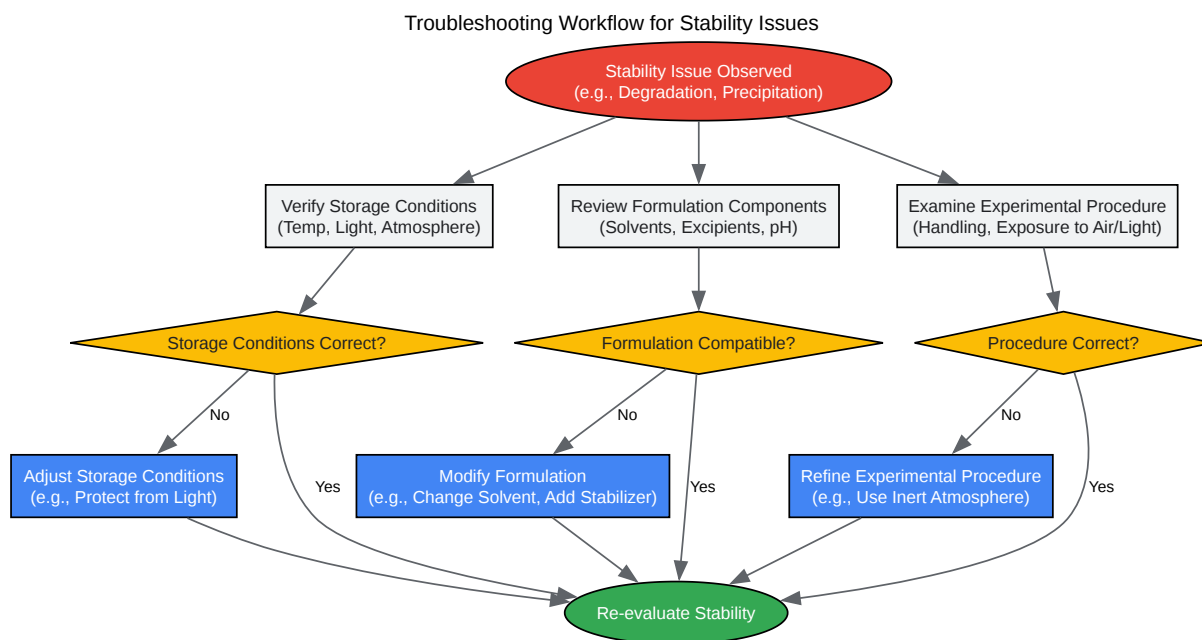 Troubleshooting Workflow for Stability Issues
Stability Issue Observed
(e.g., Degradation, Precipitation)
Verify Storage Conditions
(Temp, Light, Atmosphere)
Review Formulation Components
(Solvents, Excipients, pH)
Examine Experimental Procedure
(Handling, Exposure to Air/Light)
Storage Conditions Correct?
Formulation Compatible?
Procedure Correct?
No
No
No
Adjust Storage Conditions
(e.g., Protect from Light)
Yes
Modify Formulation
(e.g., Change Solvent, Add Stabilizer)
Yes
Refine Experimental Procedure
(e.g., Use Inert Atmosphere)
Yes
Re-evaluate Stability